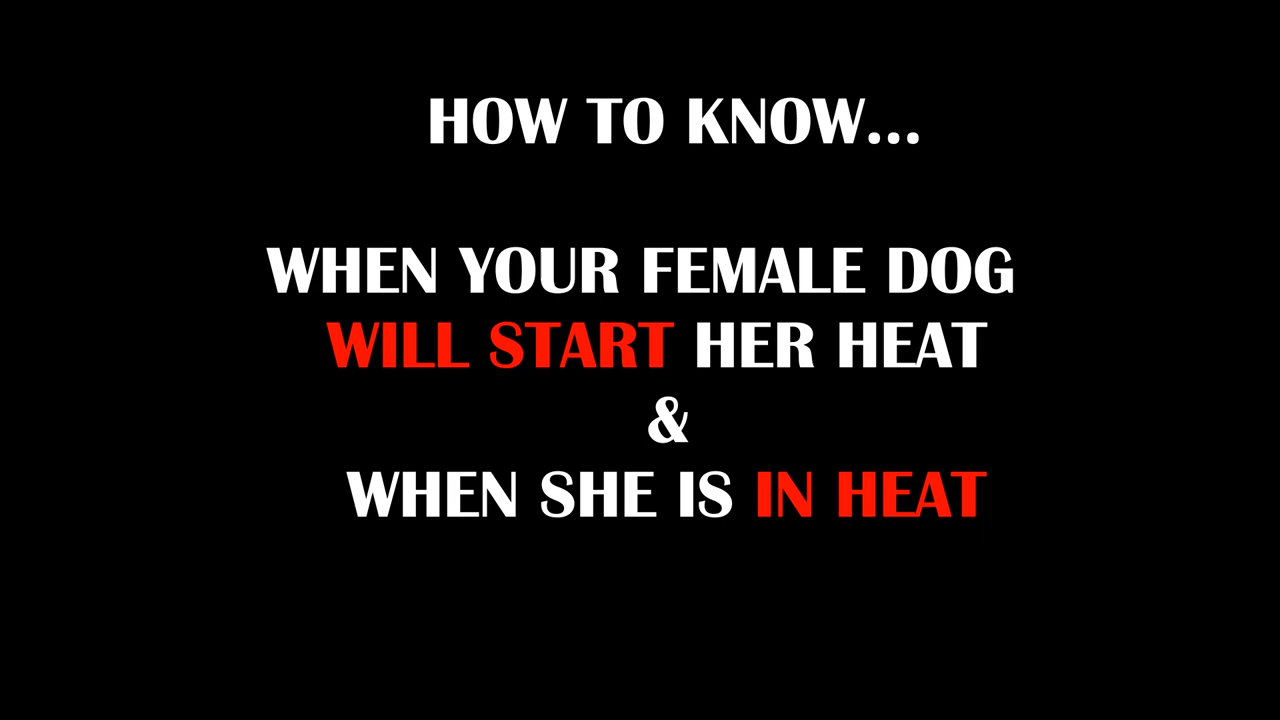 HOW TO KNOW...
WHEN YOUR FEMALE DOG
WILL START HER HEAT
&
WHEN SHE IS IN HEAT